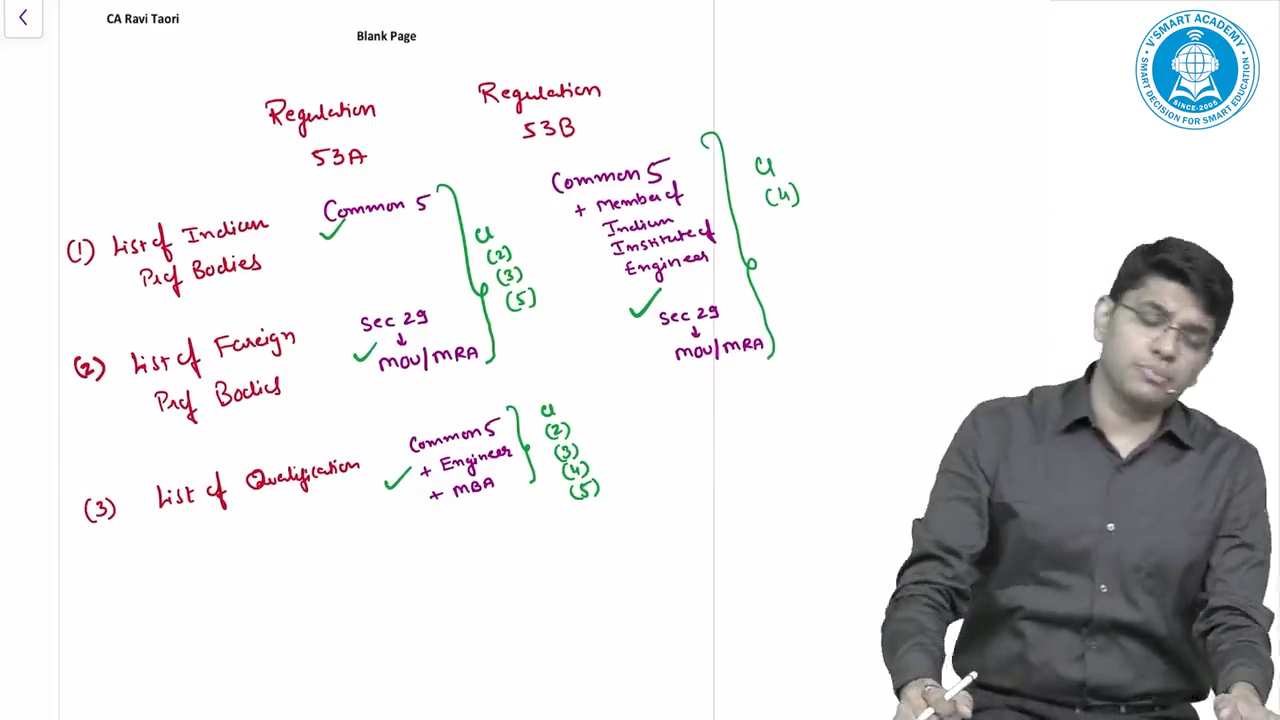 CA Ravi Taori
Blank Page
V'SMART ACADEMY
SINCE-2005
SMART DECISION FOR SMART EDUCATION
Regulation
53A
Regulation
53B
(1) List of Indian
Prof Bodies
Common 5
Cl
(2)
(3)
(5)
Common 5
+ Member of
Indian
Institute of
Engineer
Cl
(4)
(2) List of Foreign
Prof Bodies
Sec 29
↓
MOU/MRA
Sec 29
↓
MOU/MRA
(3) List of Qualification
Common 5
+ Engineer
+ MBA
Cl
(2)
(3)
(4)
(5)